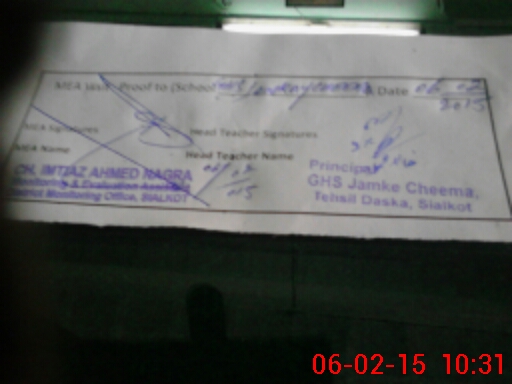 MEA Visit Proof to (School & Date 06 02
2015
MEA Signatures Head Teacher Signatures
MEA Name Head Teacher Name
CH. IMTIAZ AHMED NAGRA
Monitoring & Evaluation Assistant
District Monitoring Office, SIALKOT
Principal
GHS Jamke Cheema,
Tehsil Daska, Sialkot
06-02-15 10:31